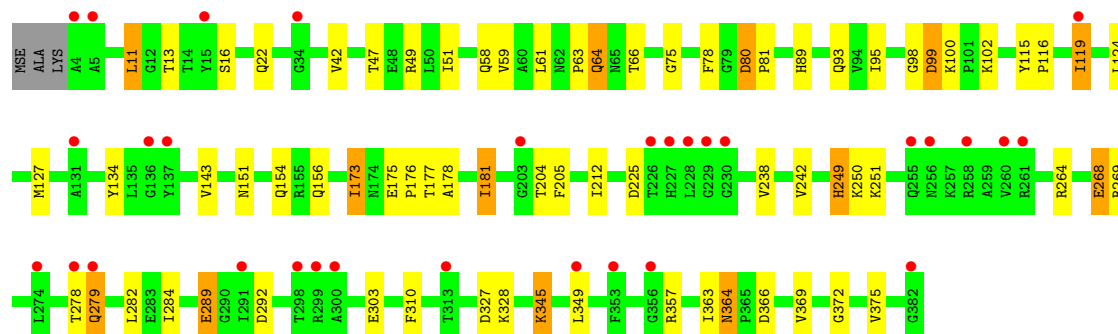 MSE ALA LYS A4 A5 L11 G12 T13 T14 Y15 S16 Q22 G34 V42 T47 E48 R49 L50 I51 Q58 V59 A60 L61 N62 P63 Q64 N65 T66 G75 F78 G79 D80 P81 H89 Q93 V94 I95 G98 D99 K100 P101 K102 Y115 P116 I119 L124
M127 A131 Y134 L135 G136 Y137 V143 N151 Q154 R155 Q156 I173 N174 E175 P176 T177 A178 I181 G203 T204 F205 I212 D225 T226 H227 L228 G229 G230 V238 V242 H249 K250 K251 Q255 N256 K257 R258 A259 V260 R261 R264 E268
L274 T278 Q279 L282 E283 I284 E289 G290 I291 D292 T298 R299 A300 E303 F310 T313 D327 K328 K345 L349 F353 G356 R357 I363 N364 P365 D366 V369 G372 V375 G382